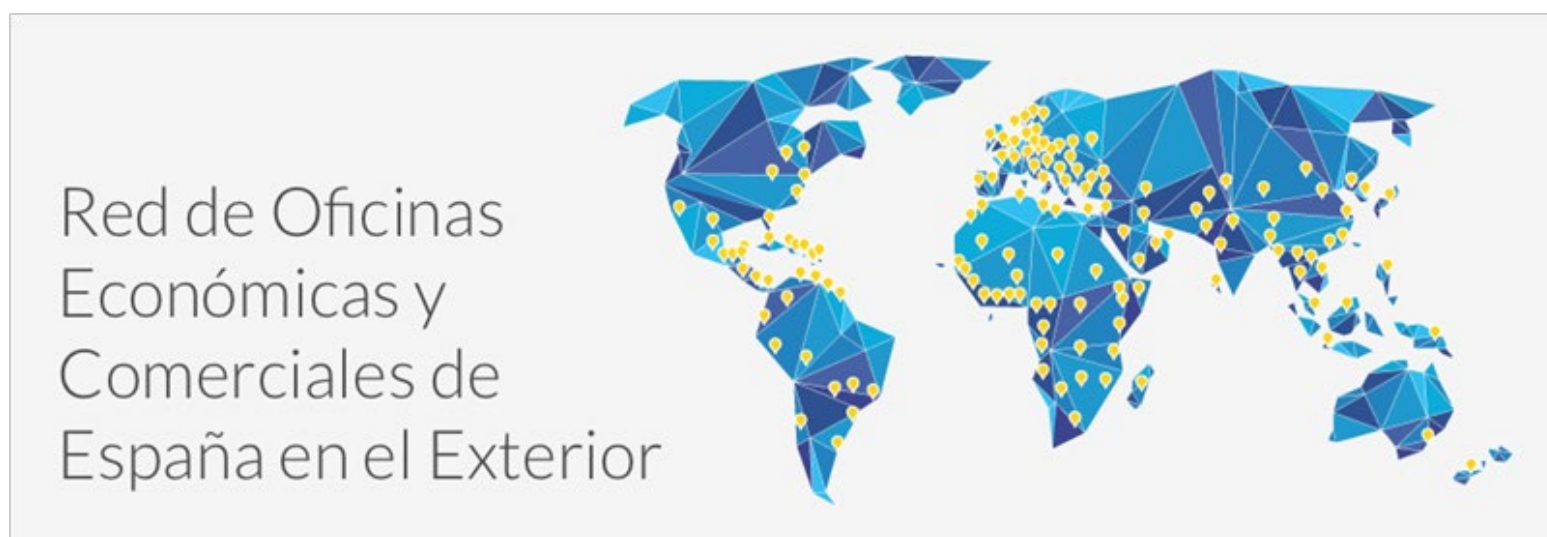 Red de Oficinas
Económicas y
Comerciales de
España en el Exterior